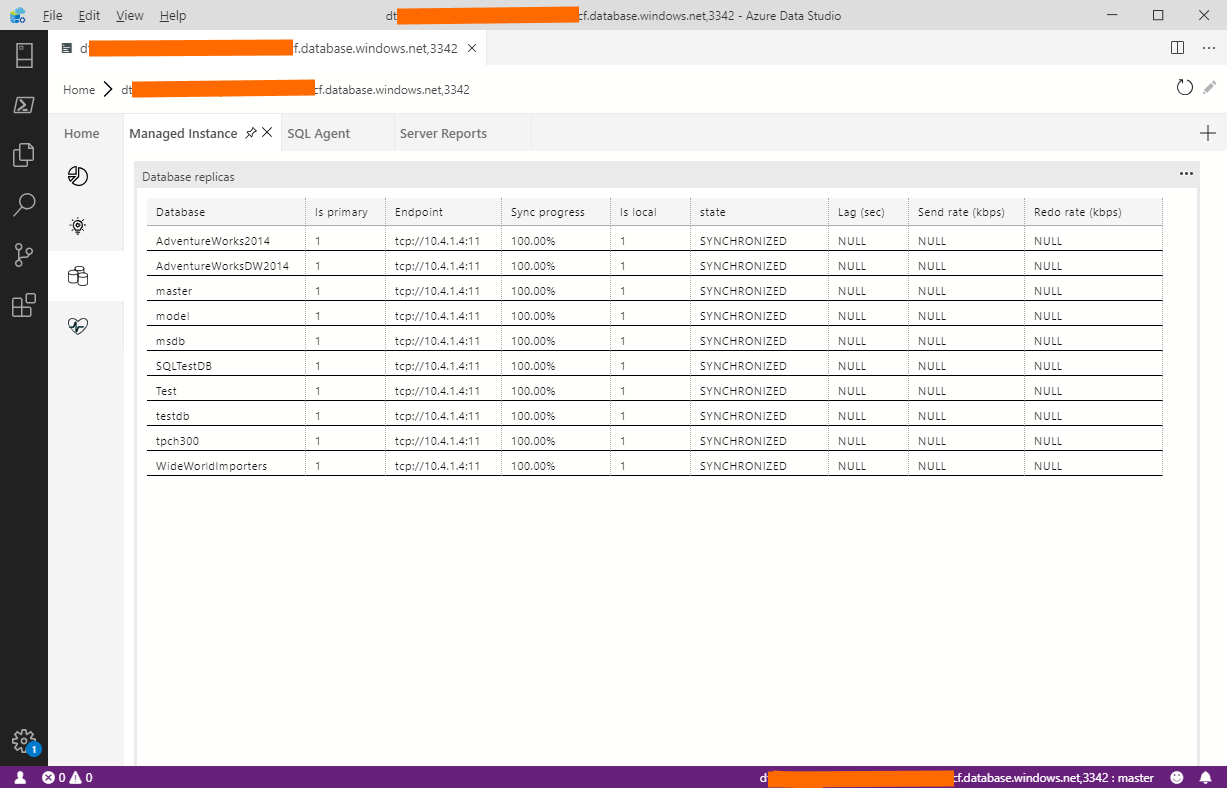 File Edit View Help dt cf.database.windows.net,3342 - Azure Data Studio
d f.database.windows.net,3342
Home dt cf.database.windows.net,3342
Home Managed Instance SQL Agent Server Reports
Database replicas
Database Is primary Endpoint Sync progress Is local state Lag (sec) Send rate (kbps) Redo rate (kbps)
AdventureWorks2014 1 tcp://10.4.1.4:11 100.00% 1 SYNCHRONIZED NULL NULL NULL
AdventureWorksDW2014 1 tcp://10.4.1.4:11 100.00% 1 SYNCHRONIZED NULL NULL NULL
master 1 tcp://10.4.1.4:11 100.00% 1 SYNCHRONIZED NULL NULL NULL
model 1 tcp://10.4.1.4:11 100.00% 1 SYNCHRONIZED NULL NULL NULL
msdb 1 tcp://10.4.1.4:11 100.00% 1 SYNCHRONIZED NULL NULL NULL
SQLTestDB 1 tcp://10.4.1.4:11 100.00% 1 SYNCHRONIZED NULL NULL NULL
Test 1 tcp://10.4.1.4:11 100.00% 1 SYNCHRONIZED NULL NULL NULL
testdb 1 tcp://10.4.1.4:11 100.00% 1 SYNCHRONIZED NULL NULL NULL
tpch300 1 tcp://10.4.1.4:11 100.00% 1 SYNCHRONIZED NULL NULL NULL
WideWorldImporters 1 tcp://10.4.1.4:11 100.00% 1 SYNCHRONIZED NULL NULL NULL
1
0 0 d cf.database.windows.net,3342 : master